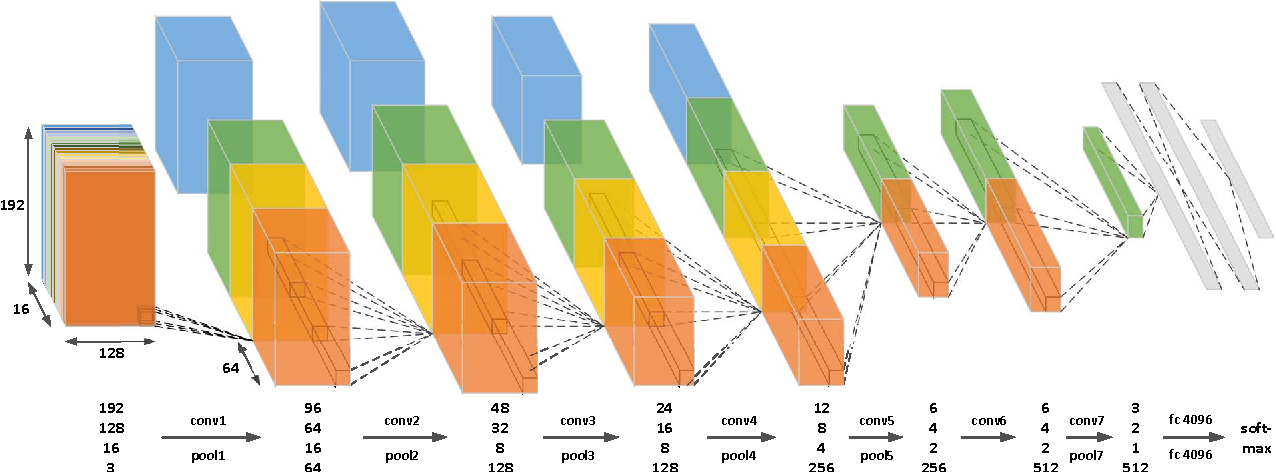 192
16
128
64
192 96 48 24 12 6 6 3
conv1 conv2 conv3 conv4 conv5 conv6 conv7 fc 4096
128 64 32 16 8 4 4 2 soft-
16 16 8 8 4 2 2 1 max
pool1 pool2 pool3 pool4 pool5 pool7 fc 4096
3 64 128 128 256 256 512 512